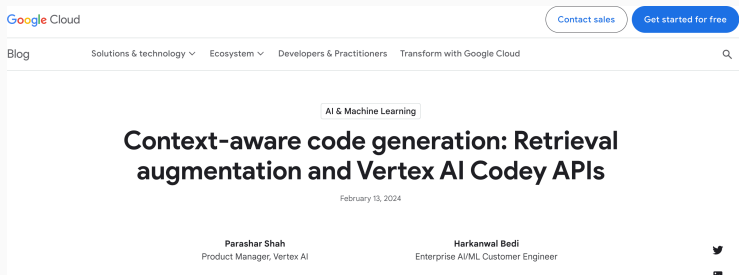 Google Cloud
Contact sales
Get started for free
Blog
Solutions & technology
Ecosystem
Developers & Practitioners
Transform with Google Cloud
AI & Machine Learning
Context-aware code generation: Retrieval
augmentation and Vertex AI Codey APIs
February 13, 2024
Parashar Shah
Product Manager, Vertex AI
Harkanwal Bedi
Enterprise AI/ML Customer Engineer